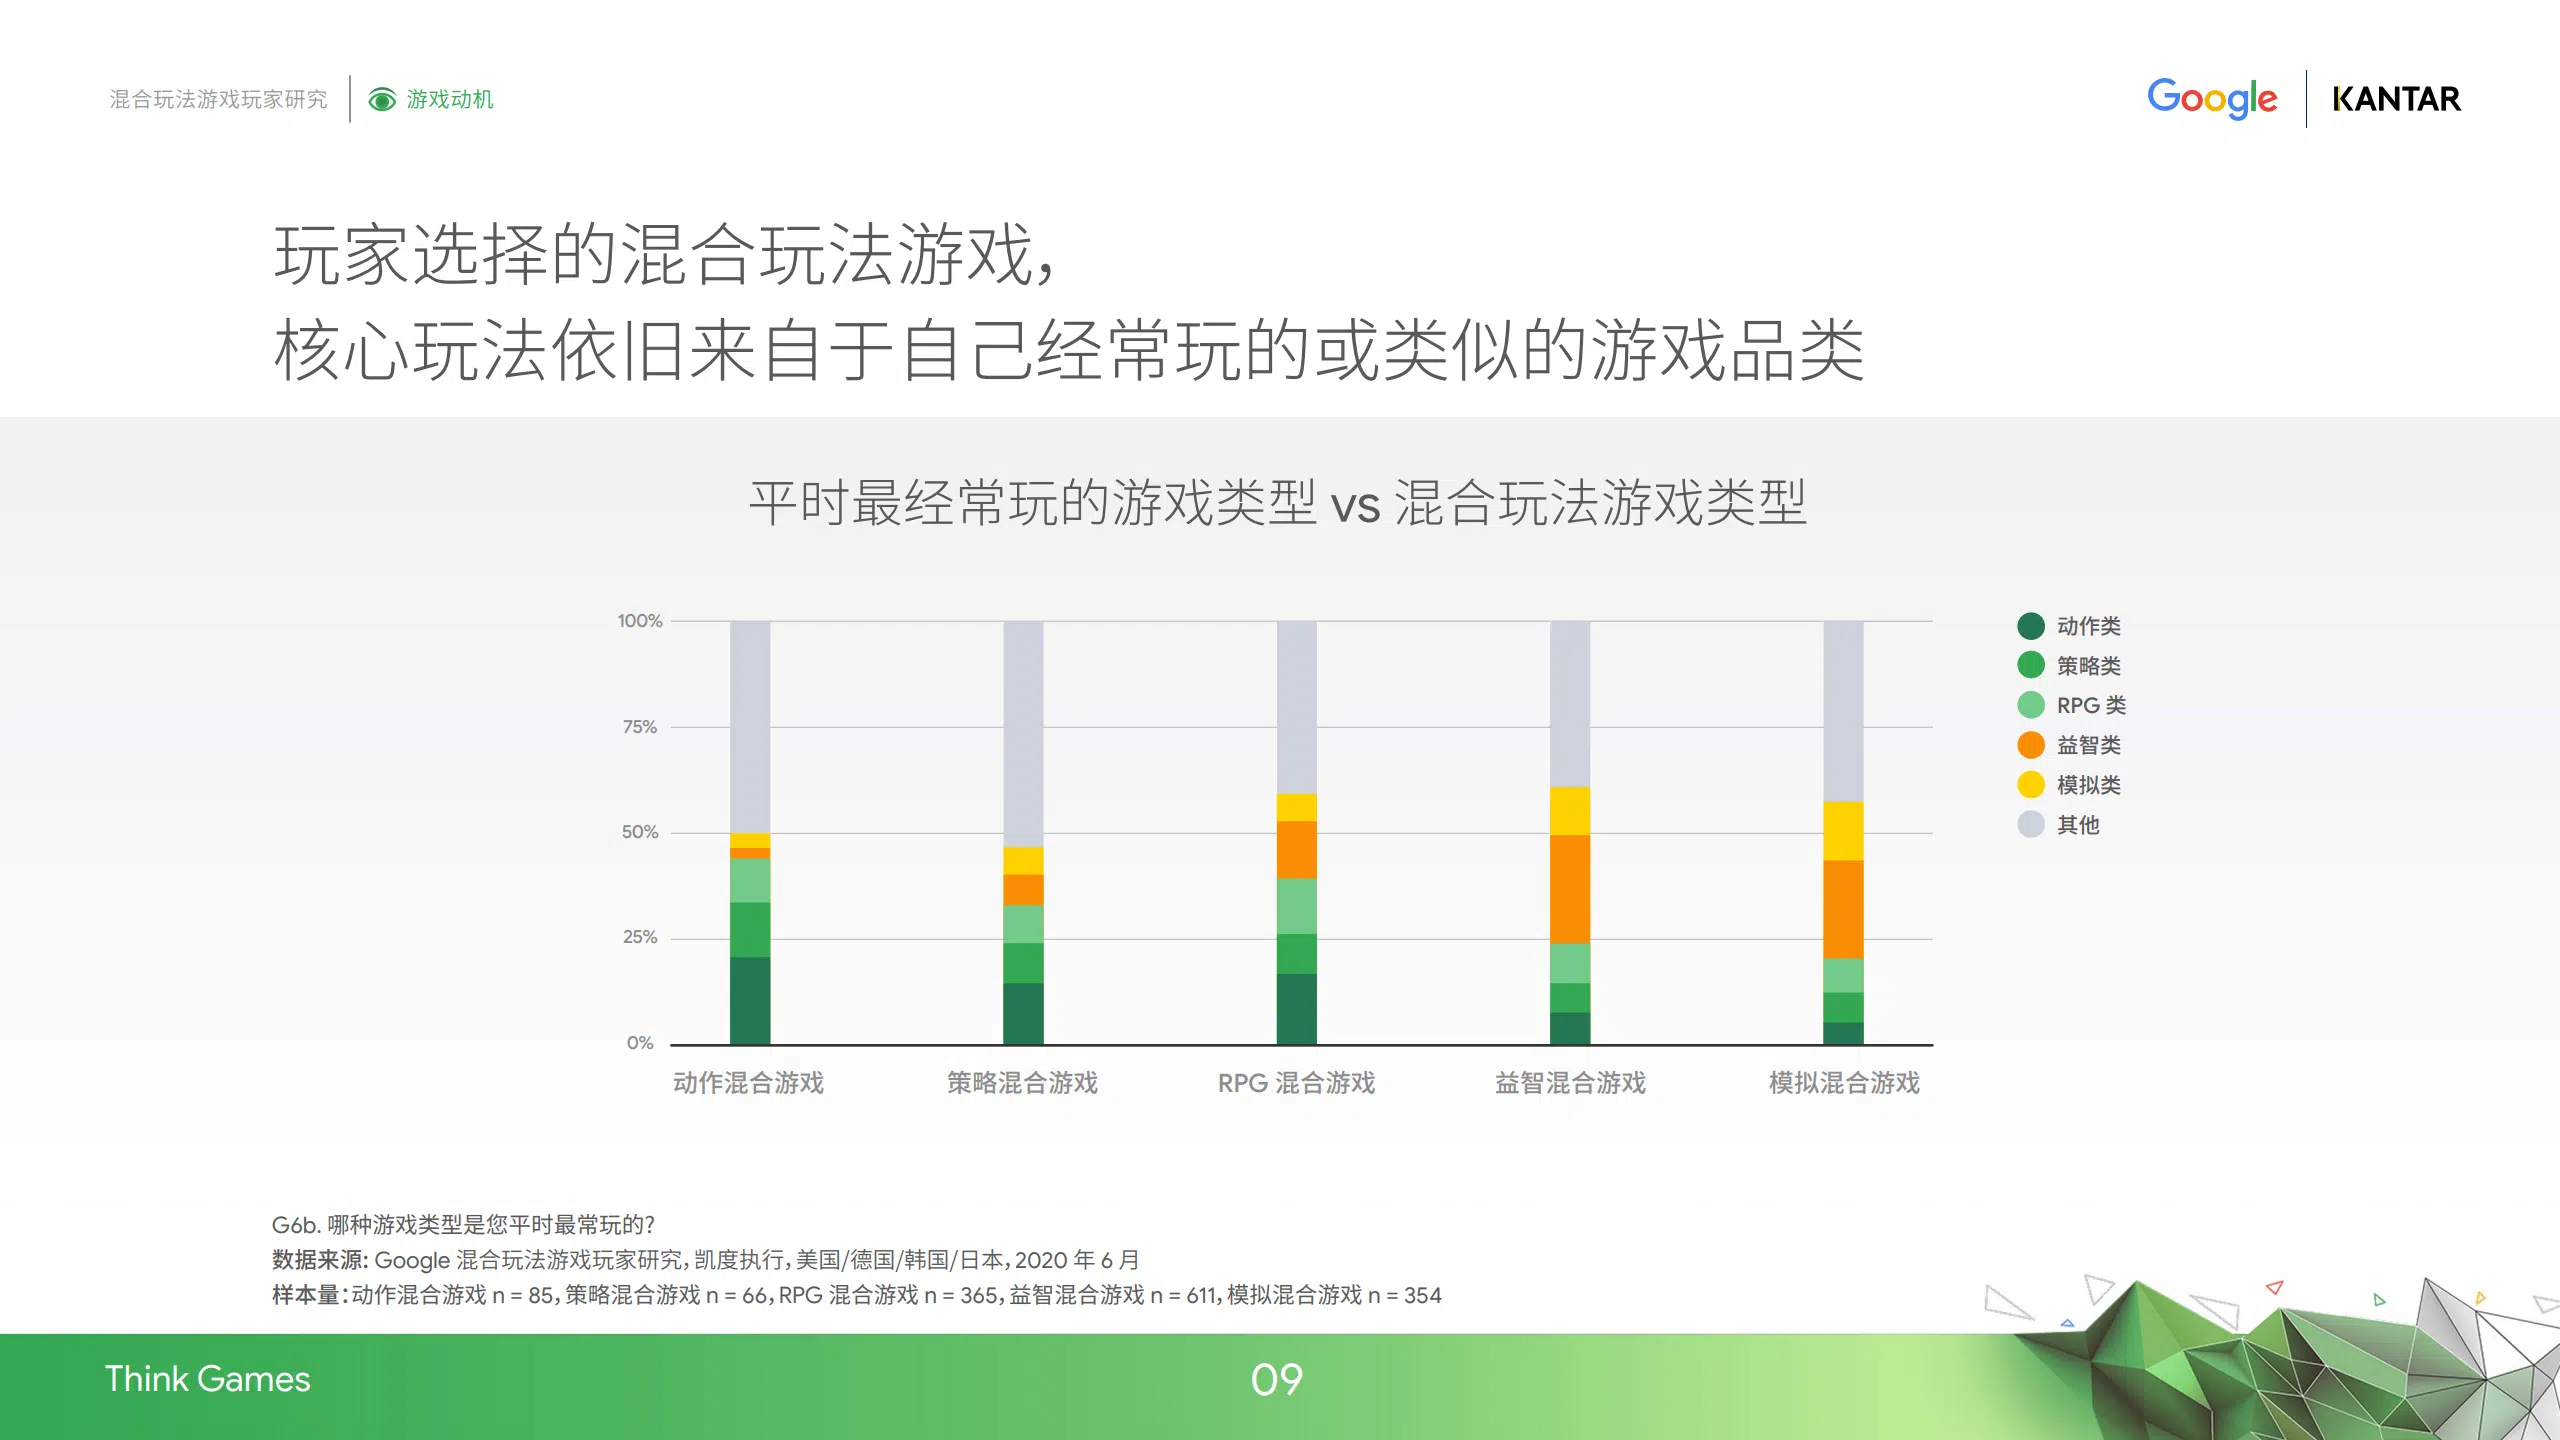 混合玩法游戏玩家研究
游戏动机
Google
KANTAR
玩家选择的混合玩法游戏，
核心玩法依旧来自于自己经常玩的或类似的游戏品类
平时最经常玩的游戏类型 vs 混合玩法游戏类型
100%
75%
50%
25%
0%
动作混合游戏
策略混合游戏
RPG 混合游戏
益智混合游戏
模拟混合游戏
动作类
策略类
RPG 类
益智类
模拟类
其他
G6b. 哪种游戏类型是您平时最常玩的?
数据来源: Google 混合玩法游戏玩家研究，凯度执行，美国/德国/韩国/日本，2020 年 6 月
样本量：动作混合游戏 n = 85，策略混合游戏 n = 66，RPG 混合游戏 n = 365，益智混合游戏 n = 611，模拟混合游戏 n = 354
Think Games
09